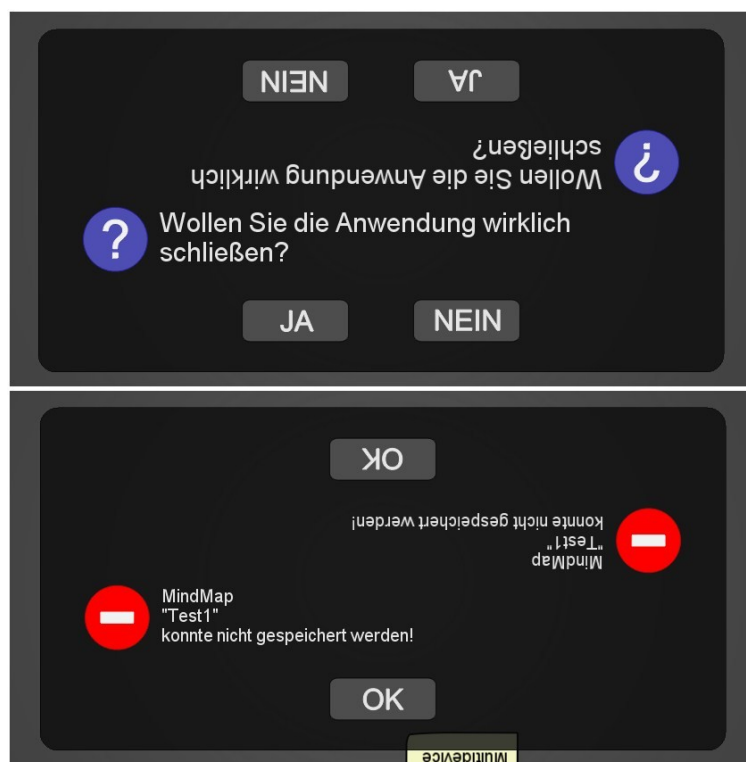 NEIN JA
Wollen Sie die Anwendung wirklich
schließen?
?
? Wollen Sie die Anwendung wirklich
schließen?
JA NEIN
OK
MindMap
"Test1"
konnte nicht gespeichert werden!
MindMap
"Test1"
konnte nicht gespeichert werden!
OK
Multidevice